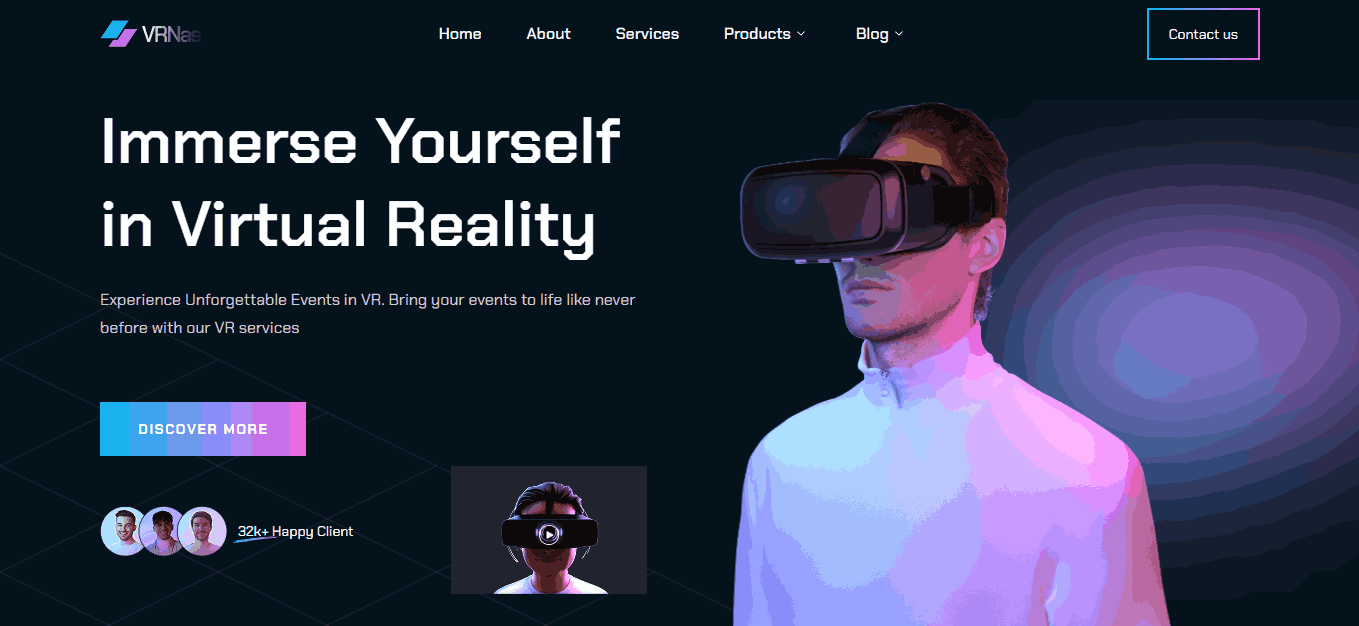 VRNas
Home
About
Services
Products
Blog
Contact us
Immerse Yourself
in Virtual Reality
Experience Unforgettable Events in VR. Bring your events to life like never
before with our VR services
DISCOVER MORE
32k+ Happy Client